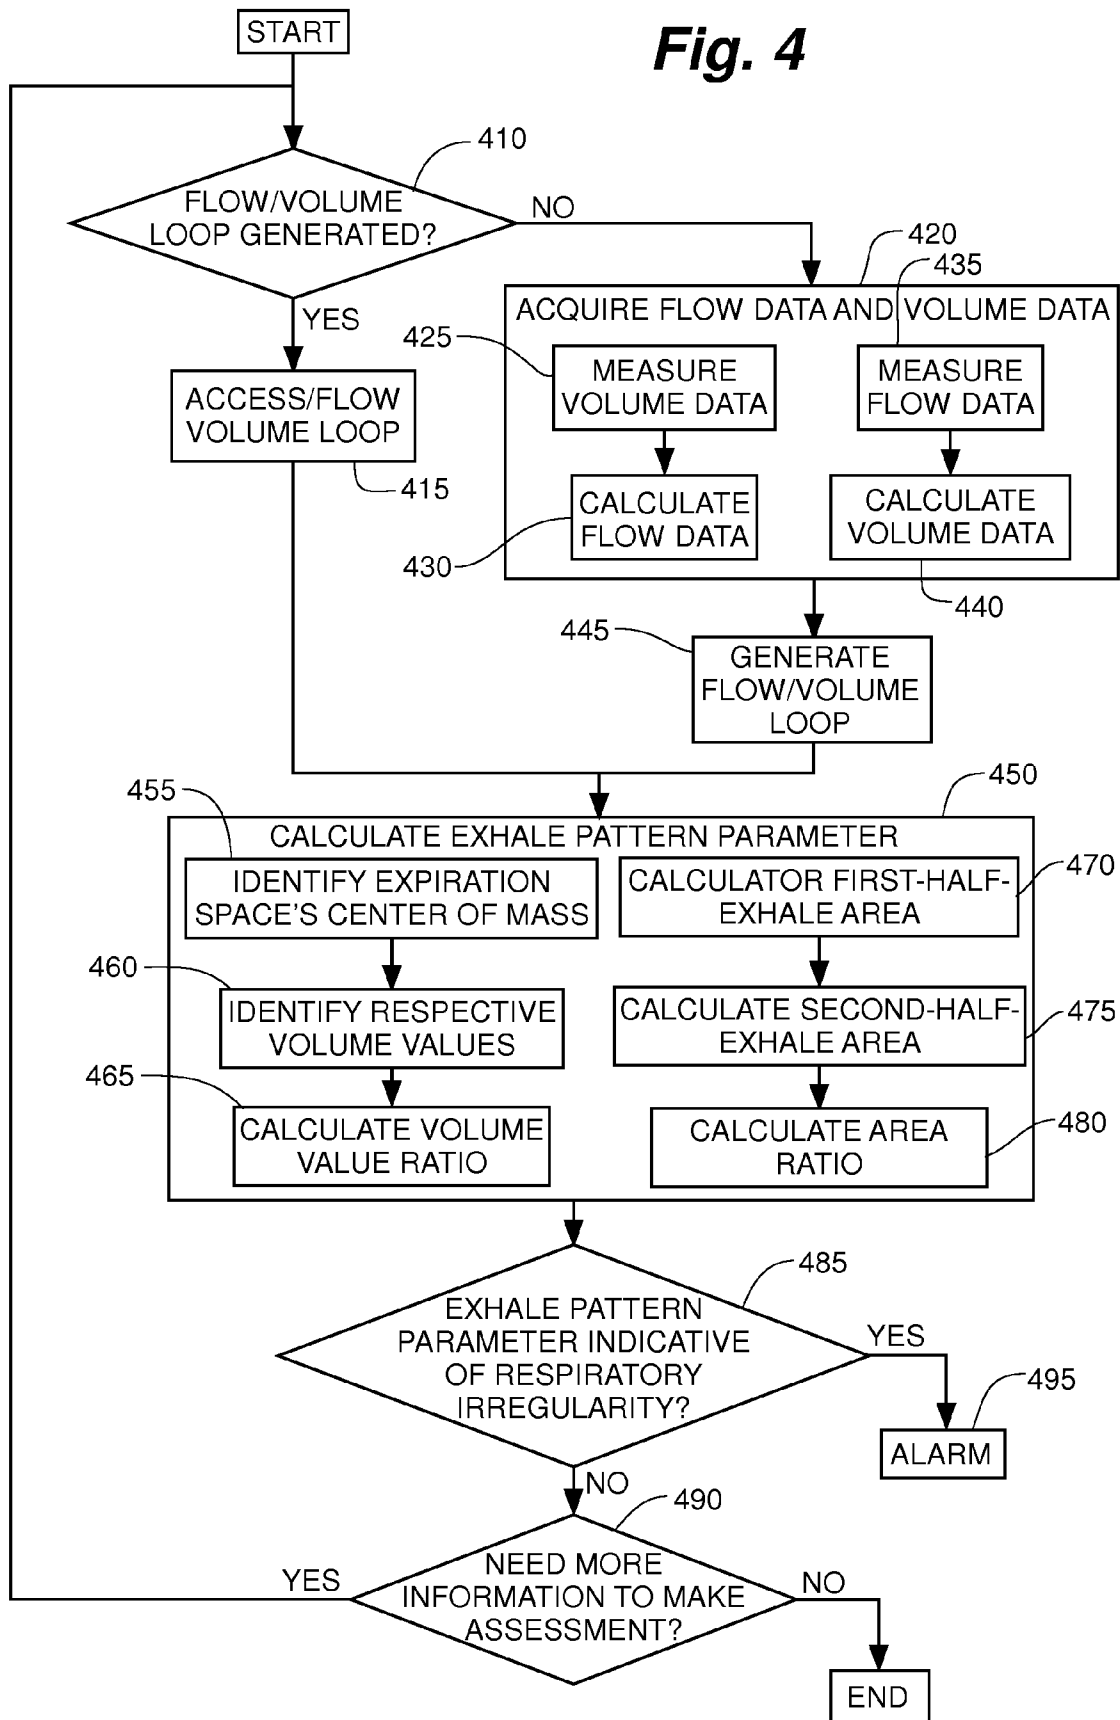 START
Fig. 4
410
FLOW/VOLUME
LOOP GENERATED?
NO
YES
420
435
ACQUIRE FLOW DATA AND VOLUME DATA
425
MEASURE
VOLUME DATA
MEASURE
FLOW DATA
ACCESS/FLOW
VOLUME LOOP
415
CALCULATE
FLOW DATA
430
CALCULATE
VOLUME DATA
440
445
GENERATE
FLOW/VOLUME
LOOP
450
455
CALCULATE EXHALE PATTERN PARAMETER
IDENTIFY EXPIRATION
SPACE'S CENTER OF MASS
CALCULATOR FIRST-HALF-
EXHALE AREA
470
460
IDENTIFY RESPECTIVE
VOLUME VALUES
CALCULATE SECOND-HALF-
EXHALE AREA
475
465
CALCULATE VOLUME
VALUE RATIO
CALCULATE AREA
RATIO
480
485
EXHALE PATTERN
PARAMETER INDICATIVE
OF RESPIRATORY
IRREGULARITY?
YES
495
ALARM
NO
490
YES
NEED MORE
INFORMATION TO MAKE
ASSESSMENT?
NO
END